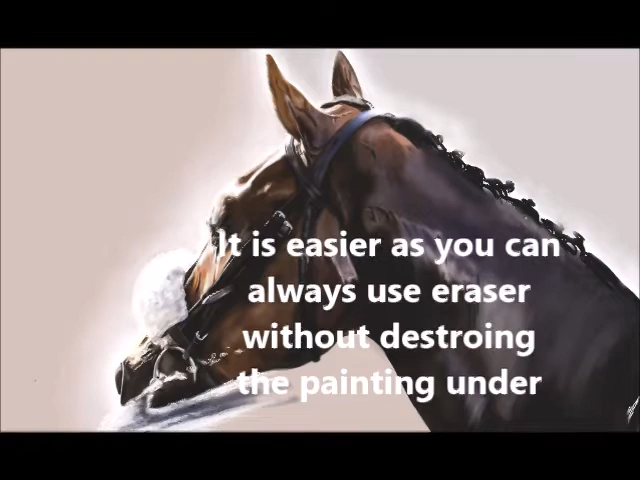 It is easier as you can
always use eraser
without destroing
the painting under